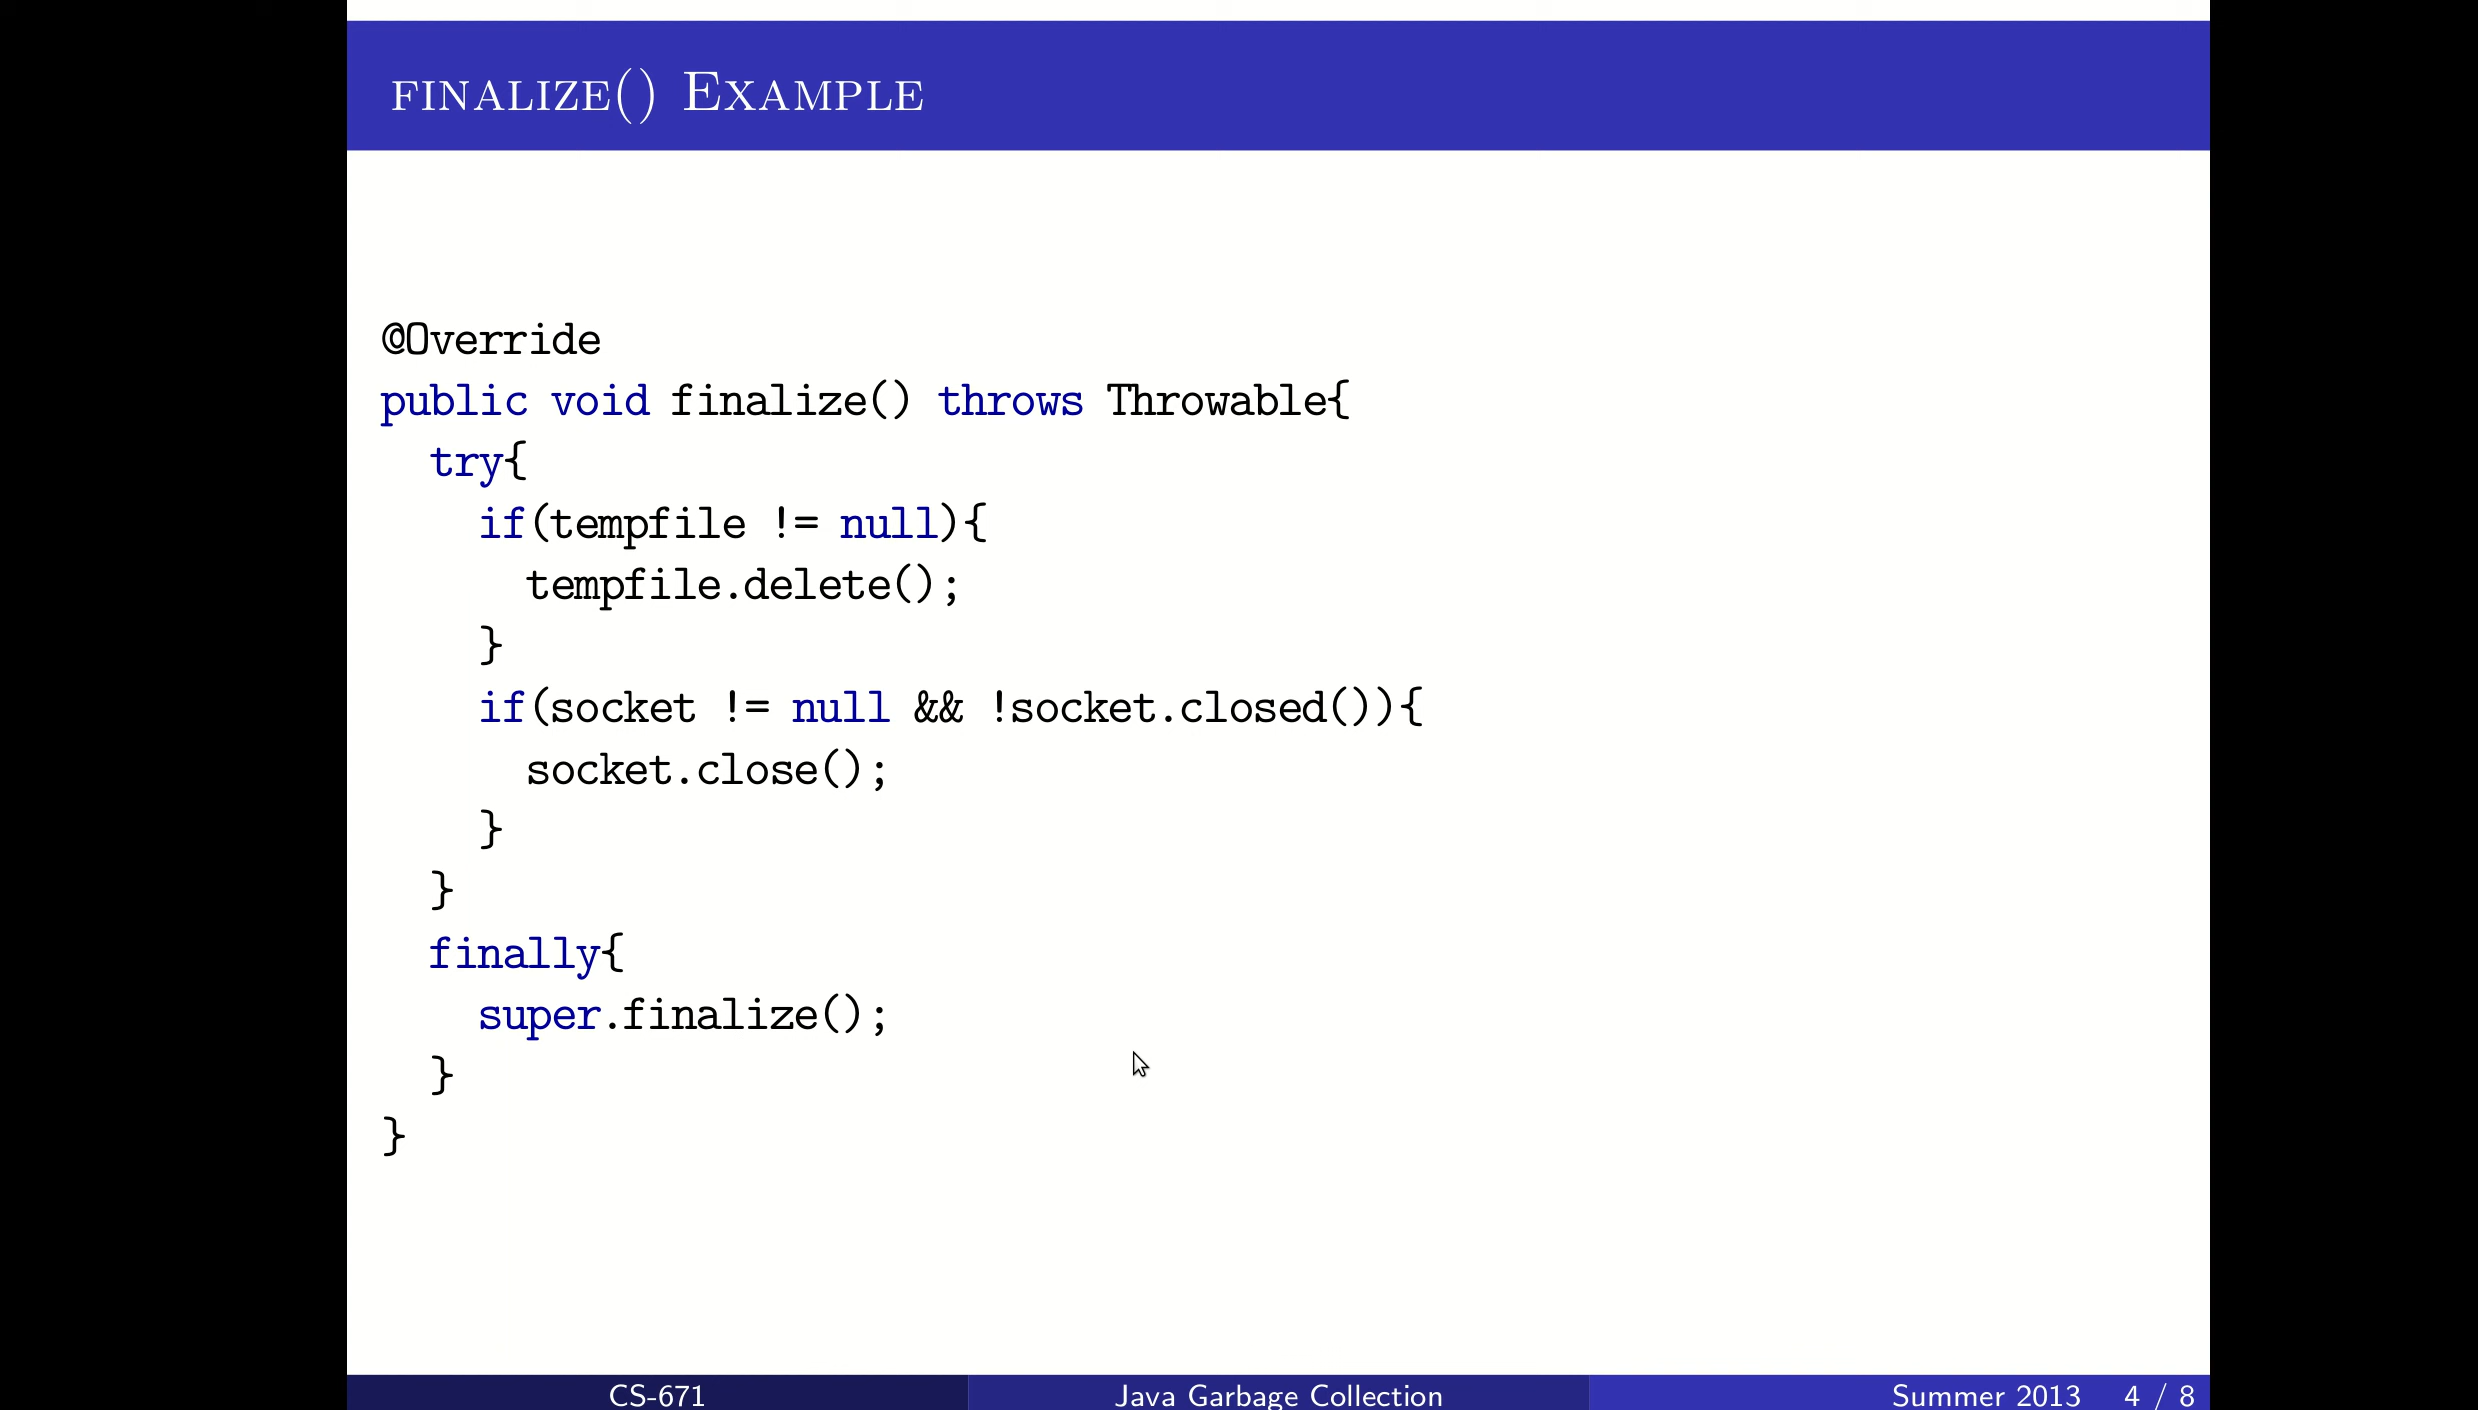 FINALIZE() EXAMPLE
@Override
public void finalize() throws Throwable{
  try{
    if(tempfile != null){
      tempfile.delete();
    }
    if(socket != null && !socket.closed()){
      socket.close();
    }
  }
  finally{
    super.finalize();
  }
}
CS-671 Java Garbage Collection Summer 2013 4 / 8